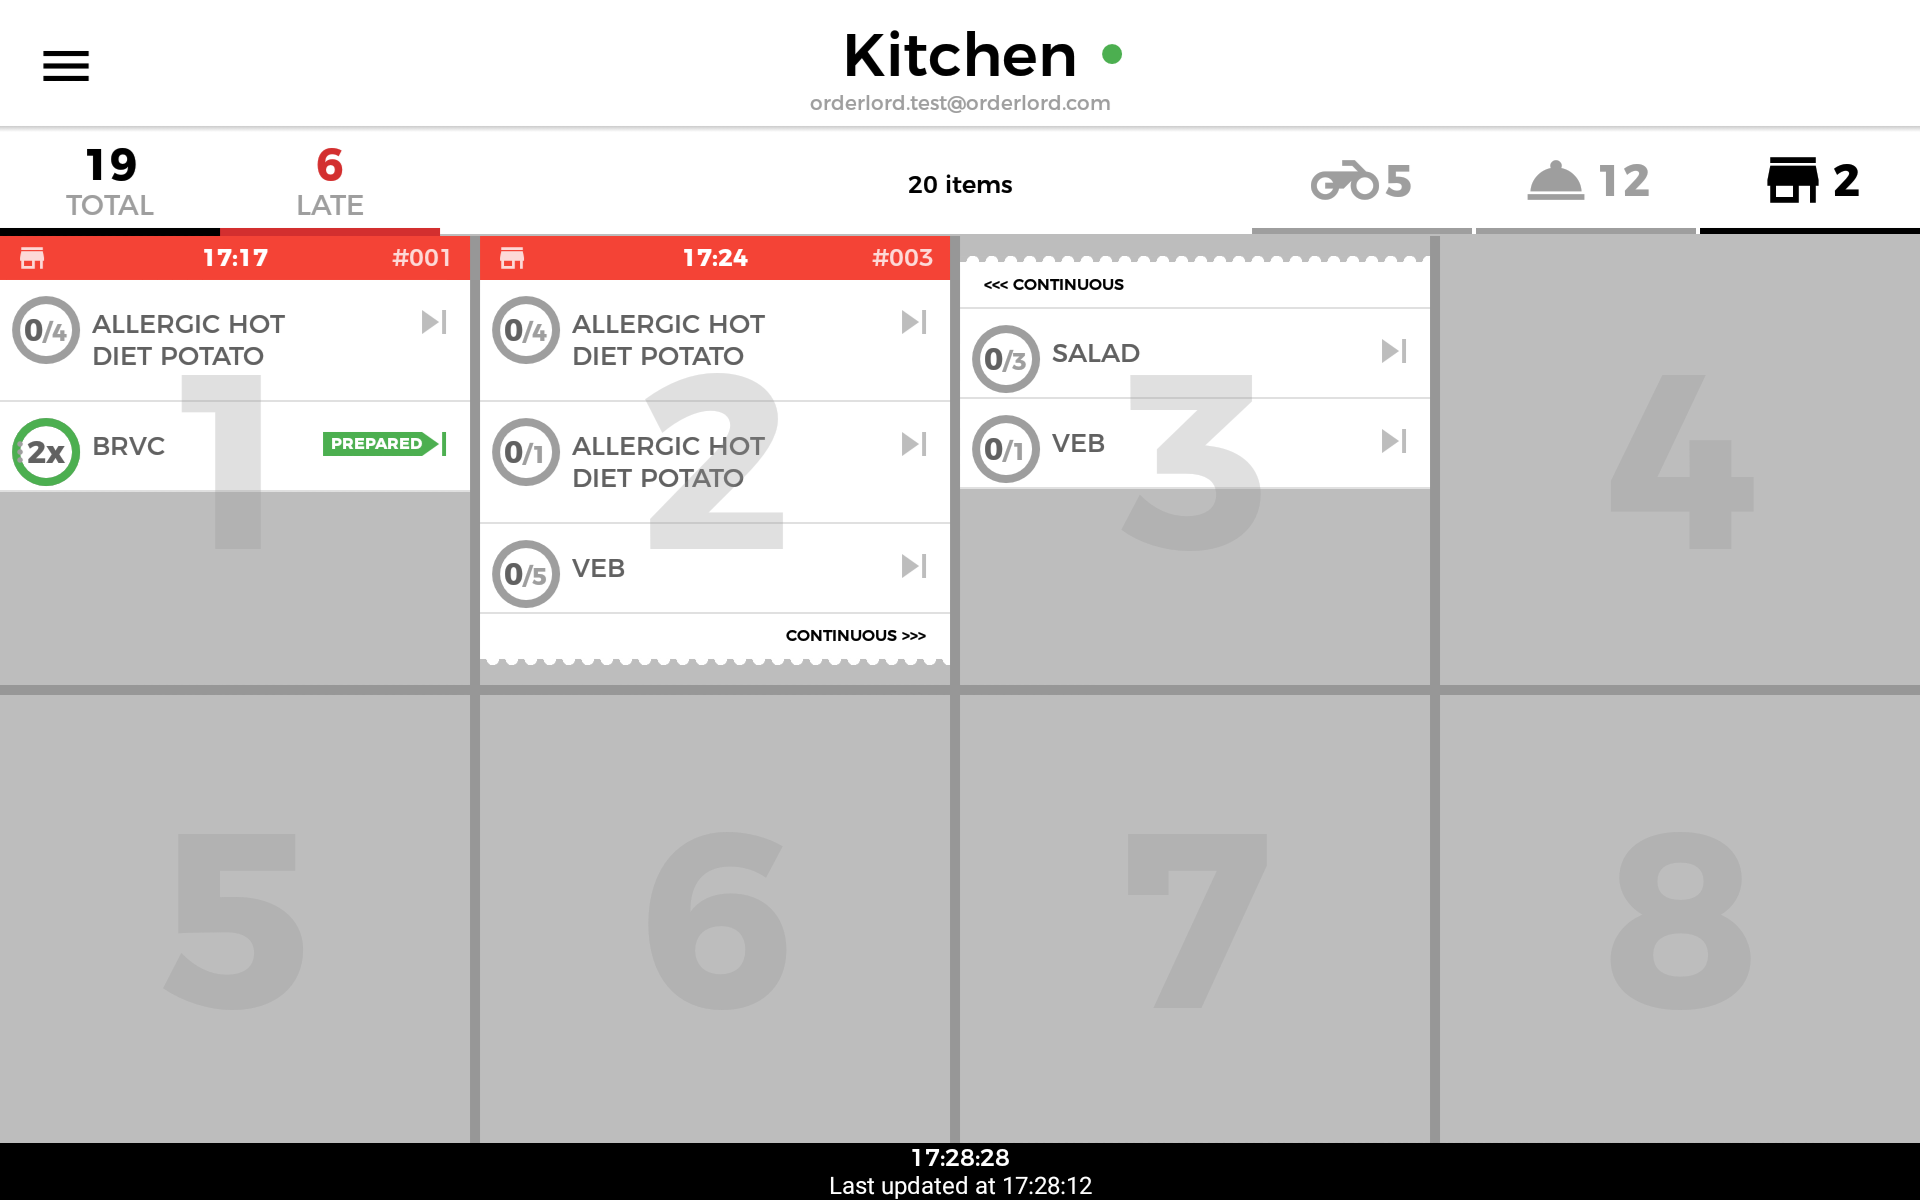 Kitchen
orderlord.test@orderlord.com
19
TOTAL
6
LATE
20 items
5
12
2
17:17 #001
0/4 ALLERGIC HOT
DIET POTATO
2x BRVC PREPARED
1
17:24 #003
0/4 ALLERGIC HOT
DIET POTATO
0/1 ALLERGIC HOT
DIET POTATO
0/5 VEB
CONTINUOUS >>>
2
<<< CONTINUOUS
0/3 SALAD
0/1 VEB
3
4
5
6
7
8
17:28:28
Last updated at 17:28:12